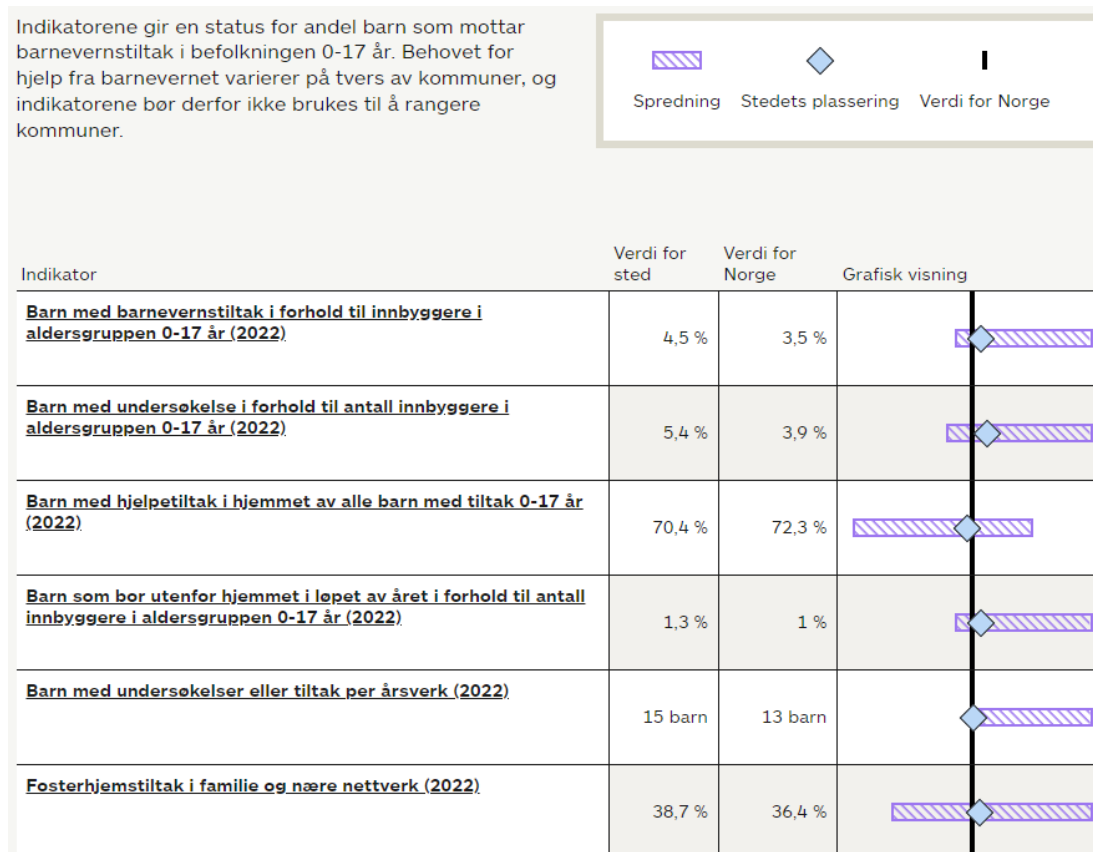 Indikatorene gir en status for andel barn som mottar
barnevernstiltak i befolkningen 0-17 år. Behovet for
hjelp fra barnevernet varierer på tvers av kommuner, og
indikatorene bør derfor ikke brukes til å rangere
kommuner.
Spredning Stedets plassering Verdi for Norge
Indikator Verdi for sted Verdi for Norge Grafisk visning
Barn med barnevernstiltak i forhold til innbyggere i
aldersgruppen 0-17 år (2022)
4,5 % 3,5 %
Barn med undersøkelse i forhold til antall innbyggere i
aldersgruppen 0-17 år (2022)
5,4 % 3,9 %
Barn med hjelpetiltak i hjemmet av alle barn med tiltak 0-17 år
(2022)
70,4 % 72,3 %
Barn som bor utenfor hjemmet i løpet av året i forhold til antall
innbyggere i aldersgruppen 0-17 år (2022)
1,3 % 1 %
Barn med undersøkelser eller tiltak per årsverk (2022)
15 barn 13 barn
Fosterhjemstiltak i familie og nære nettverk (2022)
38,7 % 36,4 %